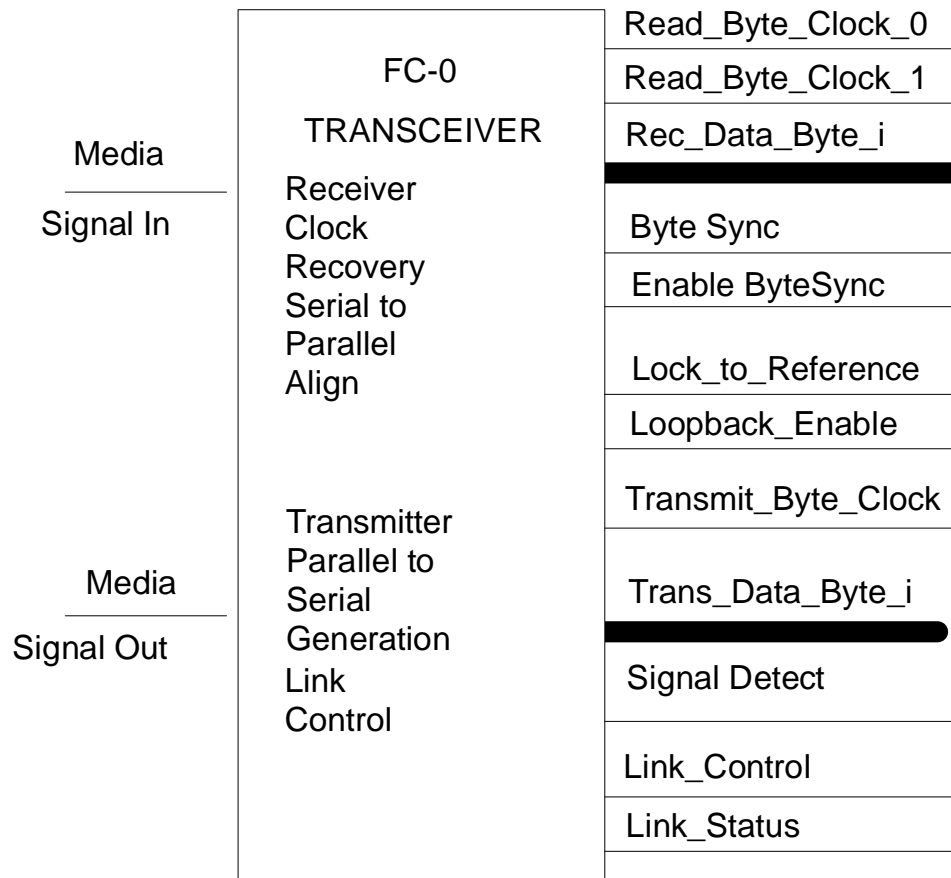 Media
Signal In
Media
Signal Out
FC-0
TRANSCEIVER
Receiver
Clock
Recovery
Serial to
Parallel
Align
Transmitter
Parallel to
Serial
Generation
Link
Control
Read_Byte_Clock_0
Read_Byte_Clock_1
Rec_Data_Byte_i
Byte Sync
Enable ByteSync
Lock_to_Reference
Loopback_Enable
Transmit_Byte_Clock
Trans_Data_Byte_i
Signal Detect
Link_Control
Link_Status